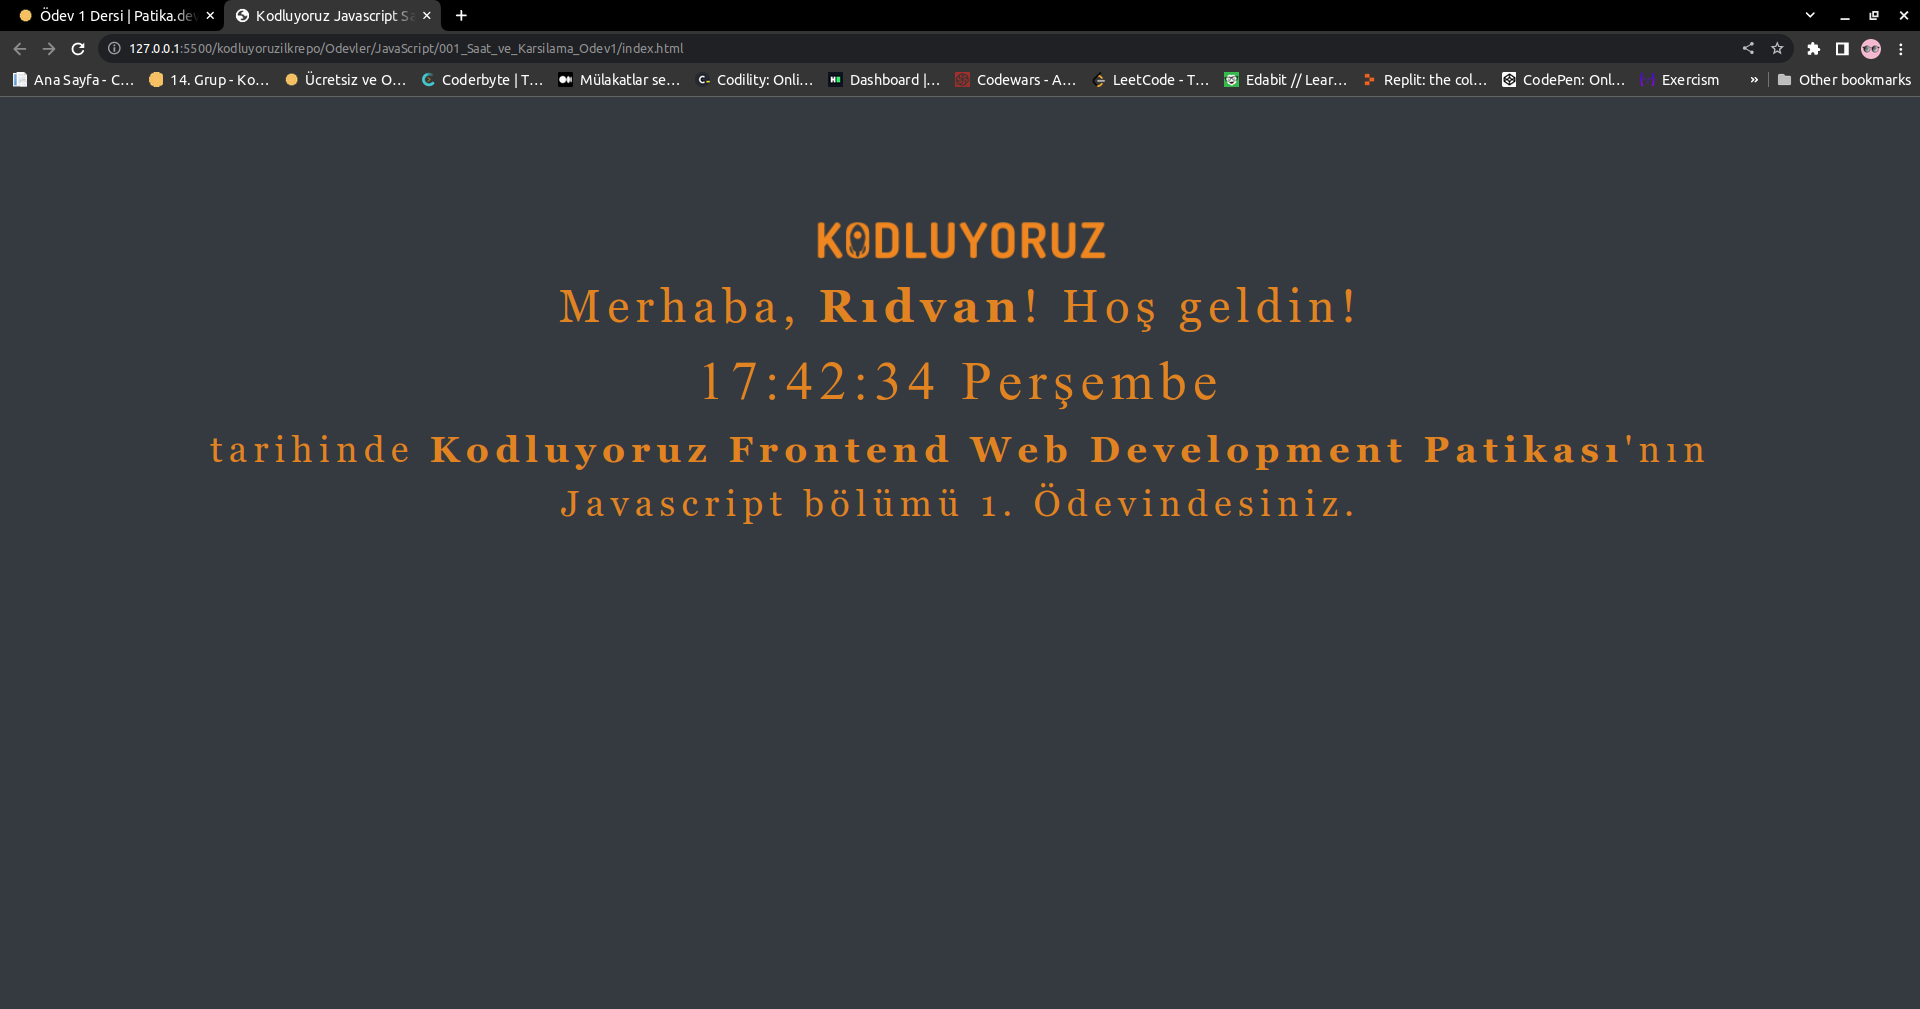 Ödev 1 Dersi | Patika.dev
Kodluyoruz Javascript Sa
127.0.0.1:5500/kodluyoruzilkrepo/Odevler/JavaScript/001_Saat_ve_Karsilama_Odev1/index.html
Ana Sayfa - C... 14. Grup - Ko... Ücretsiz ve O... Coderbyte | T... Mülakatlar se... Codility: Onli... Dashboard |... Codewars - A... LeetCode - T... Edabit // Lear... Replit: the col... CodePen: Onl... Exercism » Other bookmarks
KODLUYORUZ
Merhaba, Rıdvan! Hoş geldin!
17:42:34 Perşembe
tarihinde Kodluyoruz Frontend Web Development Patikası'nın
Javascript bölümü 1. Ödevindesiniz.